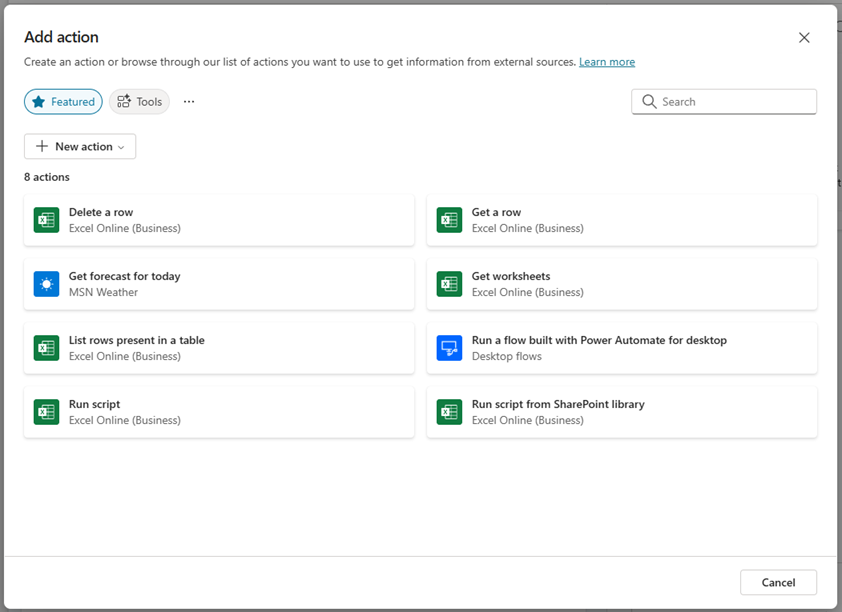 Add action
Create an action or browse through our list of actions you want to use to get information from external sources. Learn more
Featured
Tools
...
Search
New action
8 actions
Delete a row
Excel Online (Business)
Get a row
Excel Online (Business)
Get forecast for today
MSN Weather
Get worksheets
Excel Online (Business)
List rows present in a table
Excel Online (Business)
Run a flow built with Power Automate for desktop
Desktop flows
Run script
Excel Online (Business)
Run script from SharePoint library
Excel Online (Business)
Cancel